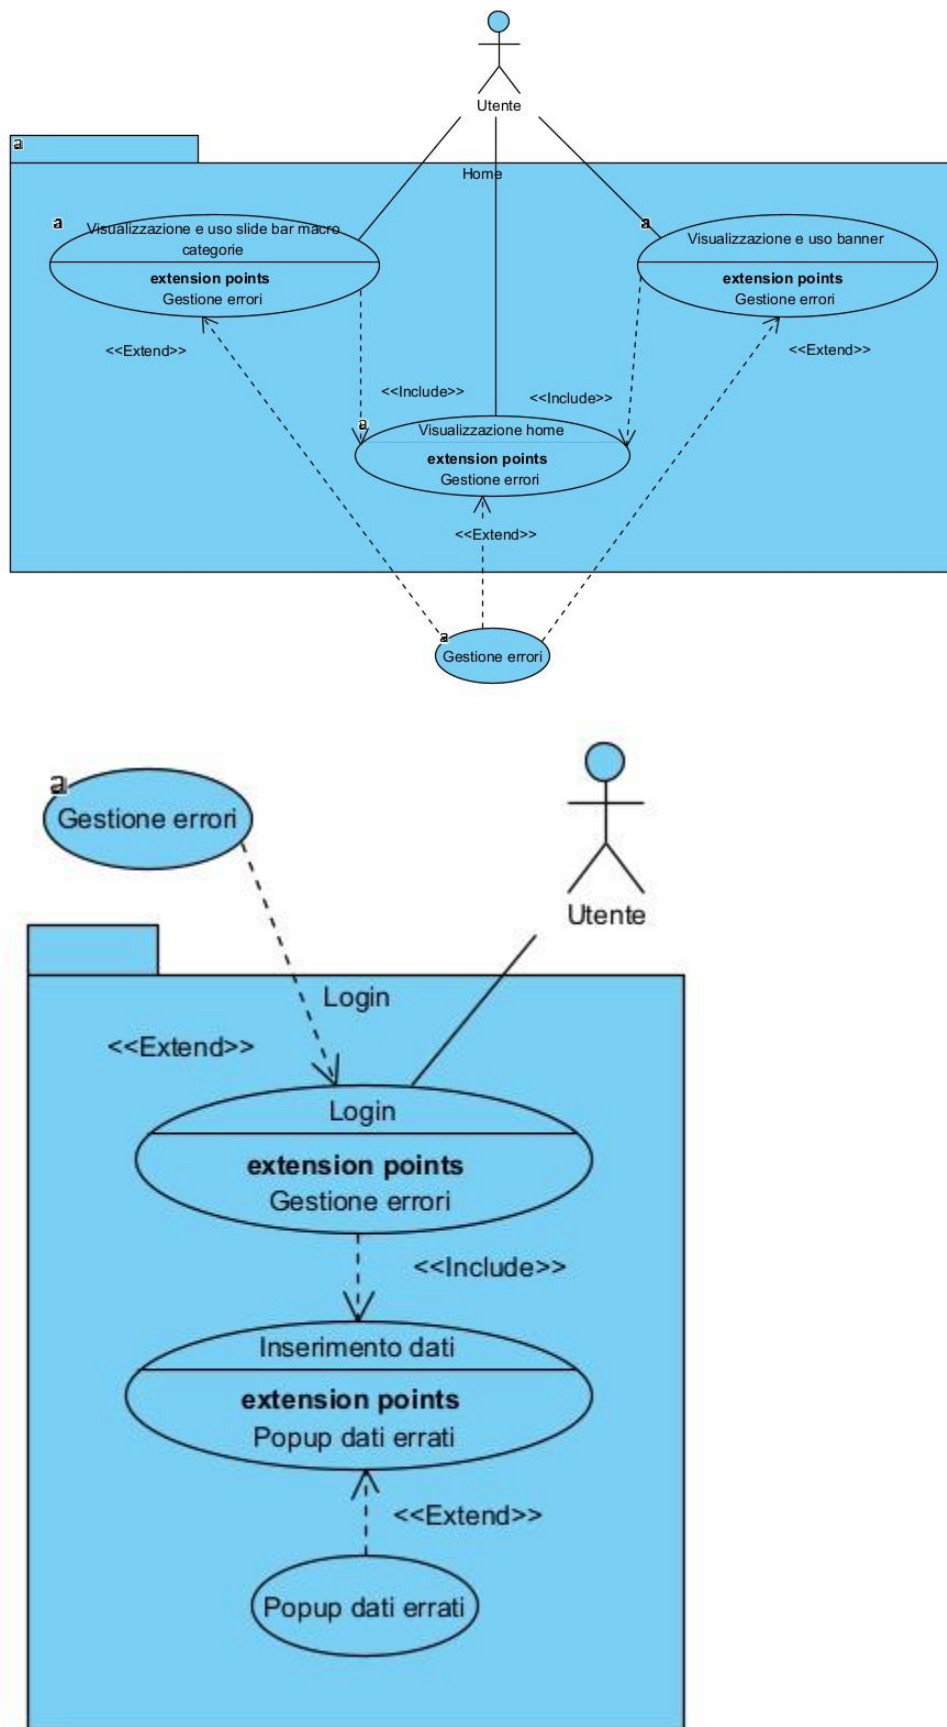 Utente
a
Home
a
Visualizzazione e uso slide bar macro
categorie
extension points
Gestione errori
a
Visualizzazione e uso banner
extension points
Gestione errori
<<Extend>>
<<Extend>>
<<Include>>
<<Include>>
a
Visualizzazione home
extension points
Gestione errori
<<Extend>>
a
Gestione errori
a
Gestione errori
Utente
Login
<<Extend>>
Login
extension points
Gestione errori
<<Include>>
Inserimento dati
extension points
Popup dati errati
<<Extend>>
Popup dati errati